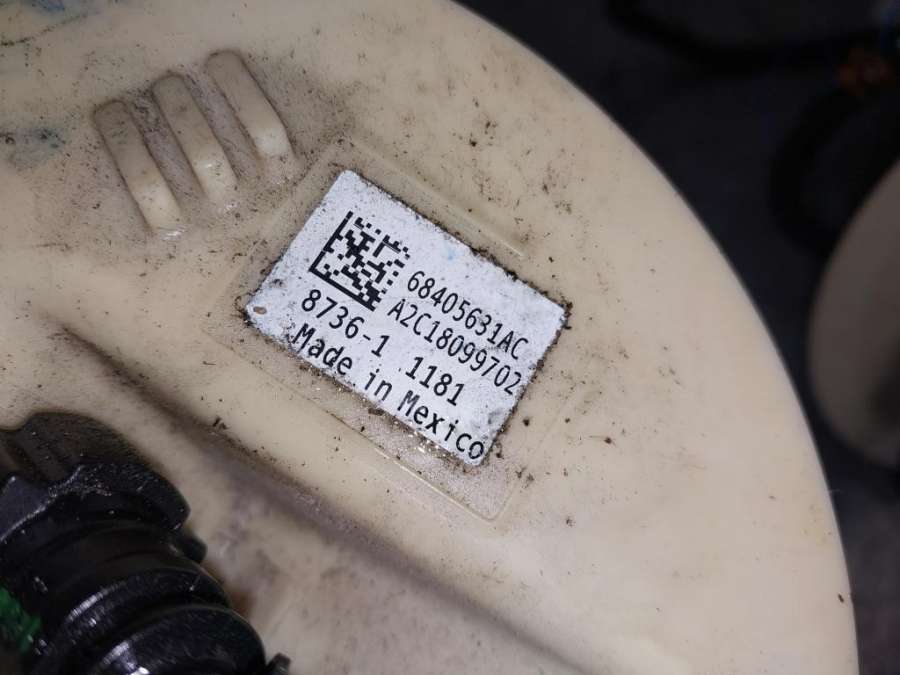 68405631AC
A2C18099702
8736-1 1181
Made in Mexico